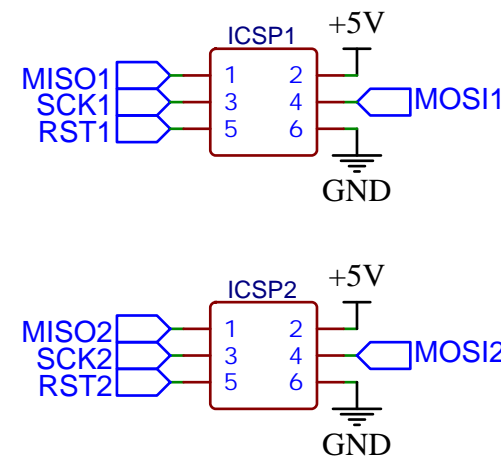 ICSP1 +5V
MISO1 1 2
SCK1 3 4 MOSI1
RST1 5 6
GND
ICSP2 +5V
MISO2 1 2
SCK2 3 4 MOSI2
RST2 5 6
GND